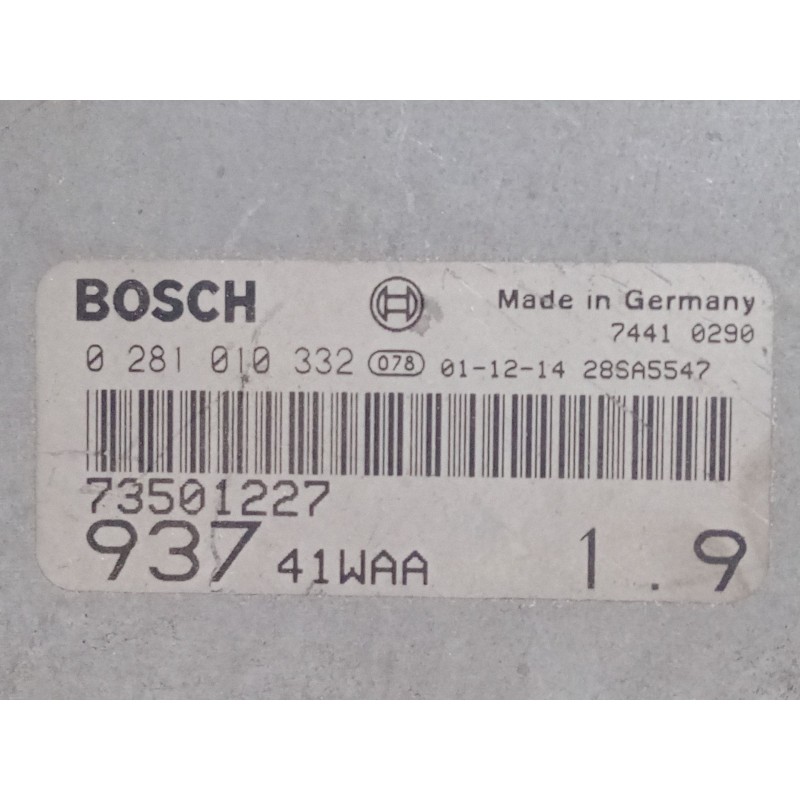 BOSCH Made in Germany
7441 0290
0 281 010 332 078 01-12-14 28SA5547
73501227
937 41WAA 1.9